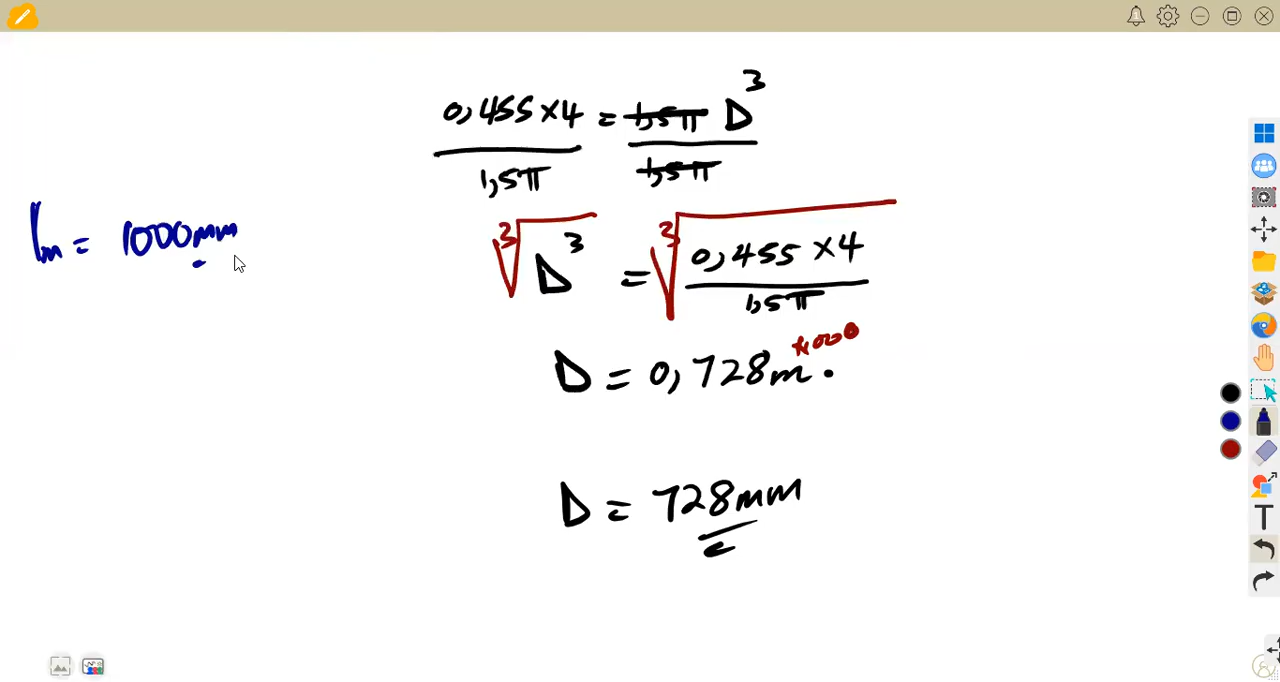 0,455×4 = 1,5π D³
1,5π 1,5π
1m = 1000mm
³√D³ = ³√0,455×4
1,5π
×1000
D = 0,728m.
D = 728mm